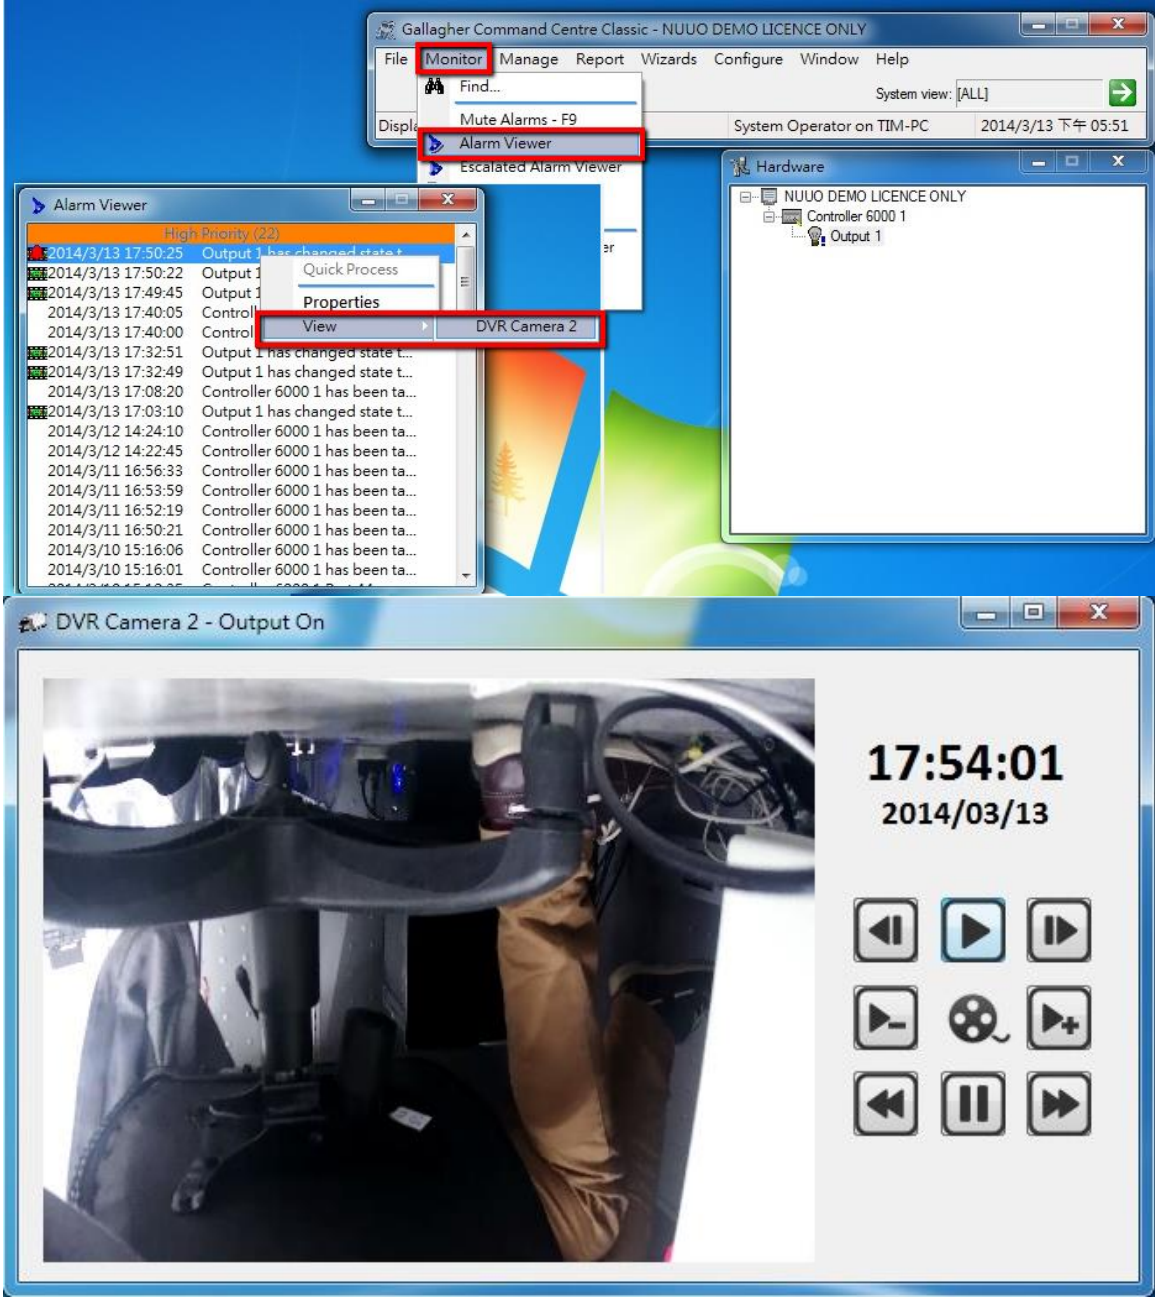 Gallagher Command Centre Classic - NUUO DEMO LICENCE ONLY
File Monitor Manage Report Wizards Configure Window Help
Find...
System view: [ALL]
Mute Alarms - F9
System Operator on TIM-PC 2014/3/13 下午 05:51
Alarm Viewer
Escalated Alarm Viewer
Hardware
NUUO DEMO LICENCE ONLY
Controller 6000 1
Output 1
Alarm Viewer
High Priority (22)
2014/3/13 17:50:25 Output 1 has changed state t...
2014/3/13 17:50:22 Output 1
2014/3/13 17:49:45 Output 1
2014/3/13 17:40:05 Control
2014/3/13 17:40:00 Control
2014/3/13 17:32:51 Output 1 has changed state t...
2014/3/13 17:32:49 Output 1 has changed state t...
2014/3/13 17:08:20 Controller 6000 1 has been ta...
2014/3/13 17:03:10 Output 1 has changed state t...
2014/3/12 14:24:10 Controller 6000 1 has been ta...
2014/3/12 14:22:45 Controller 6000 1 has been ta...
2014/3/11 16:56:33 Controller 6000 1 has been ta...
2014/3/11 16:53:59 Controller 6000 1 has been ta...
2014/3/11 16:52:19 Controller 6000 1 has been ta...
2014/3/11 16:50:21 Controller 6000 1 has been ta...
2014/3/10 15:16:06 Controller 6000 1 has been ta...
2014/3/10 15:16:01 Controller 6000 1 has been ta...
Quick Process
Properties
View
DVR Camera 2
DVR Camera 2 - Output On
17:54:01
2014/03/13